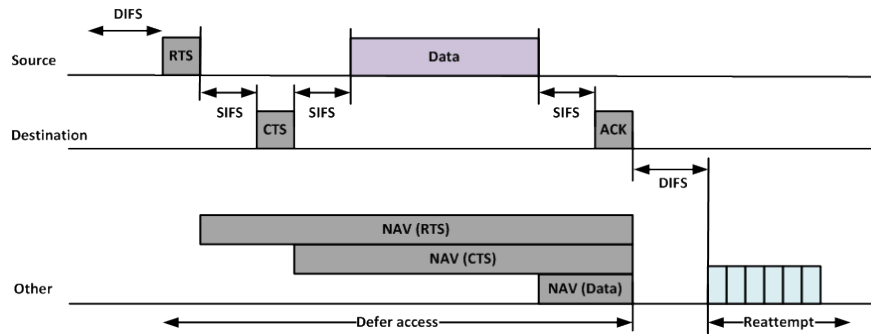 DIFS
Source
RTS
Data
SIFS
SIFS
SIFS
Destination
CTS
ACK
DIFS
NAV (RTS)
NAV (CTS)
Other
NAV (Data)
Defer access
Reattempt